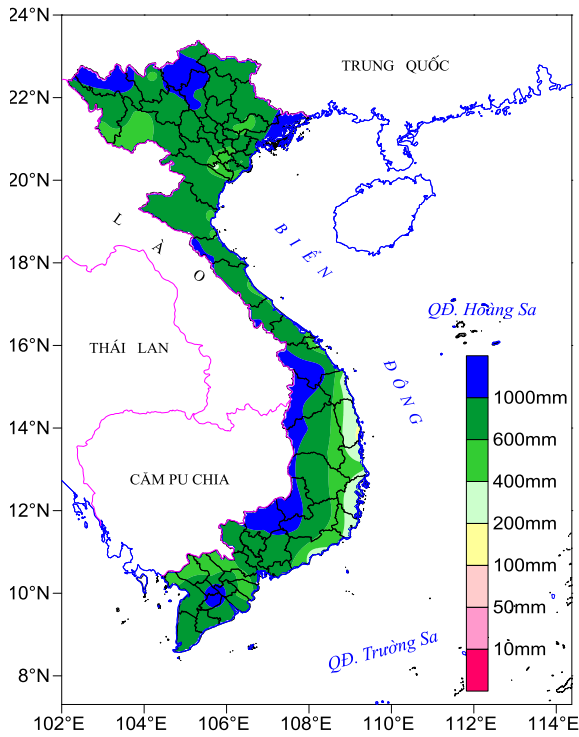 24°N
TRUNG QUỐC
22°N
20°N
LÀO
BIỂN
18°N
QĐ. Hoàng Sa
THÁI LAN
16°N
ĐÔNG
1000mm
14°N
600mm
CĂM PU CHIA
400mm
12°N
200mm
100mm
10°N
50mm
QĐ. Trường Sa
10mm
8°N
102°E 104°E 106°E 108°E 110°E 112°E 114°E